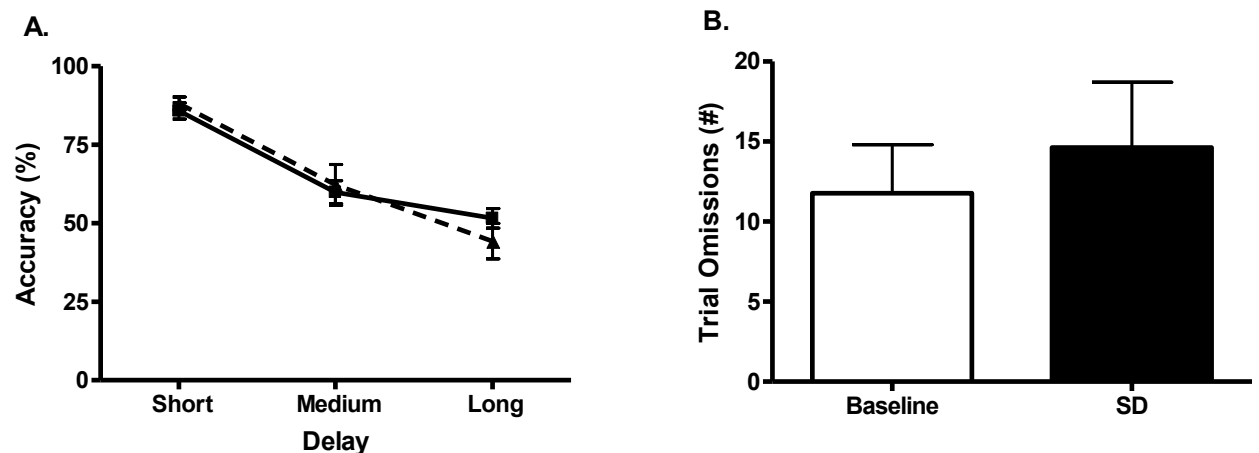 A.
100
75
50
25
0
Accuracy (%)
Short Medium Long
Delay
B.
20
15
10
5
0
Trial Omissions (#)
Baseline SD